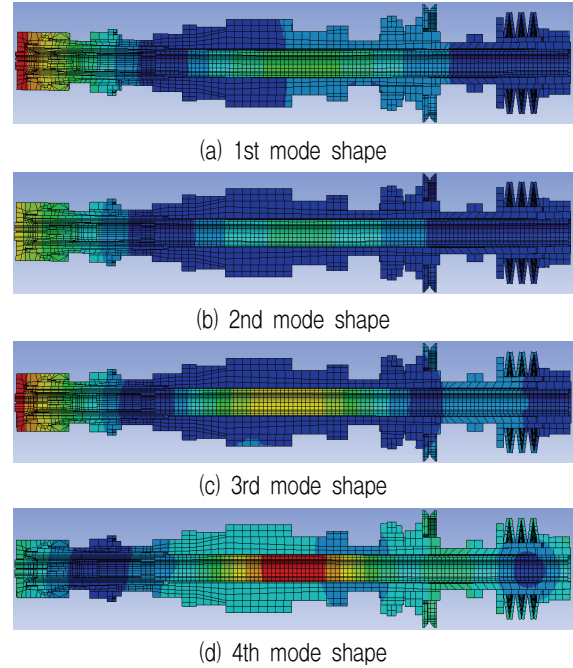 (a) 1st mode shape
(b) 2nd mode shape
(c) 3rd mode shape
(d) 4th mode shape